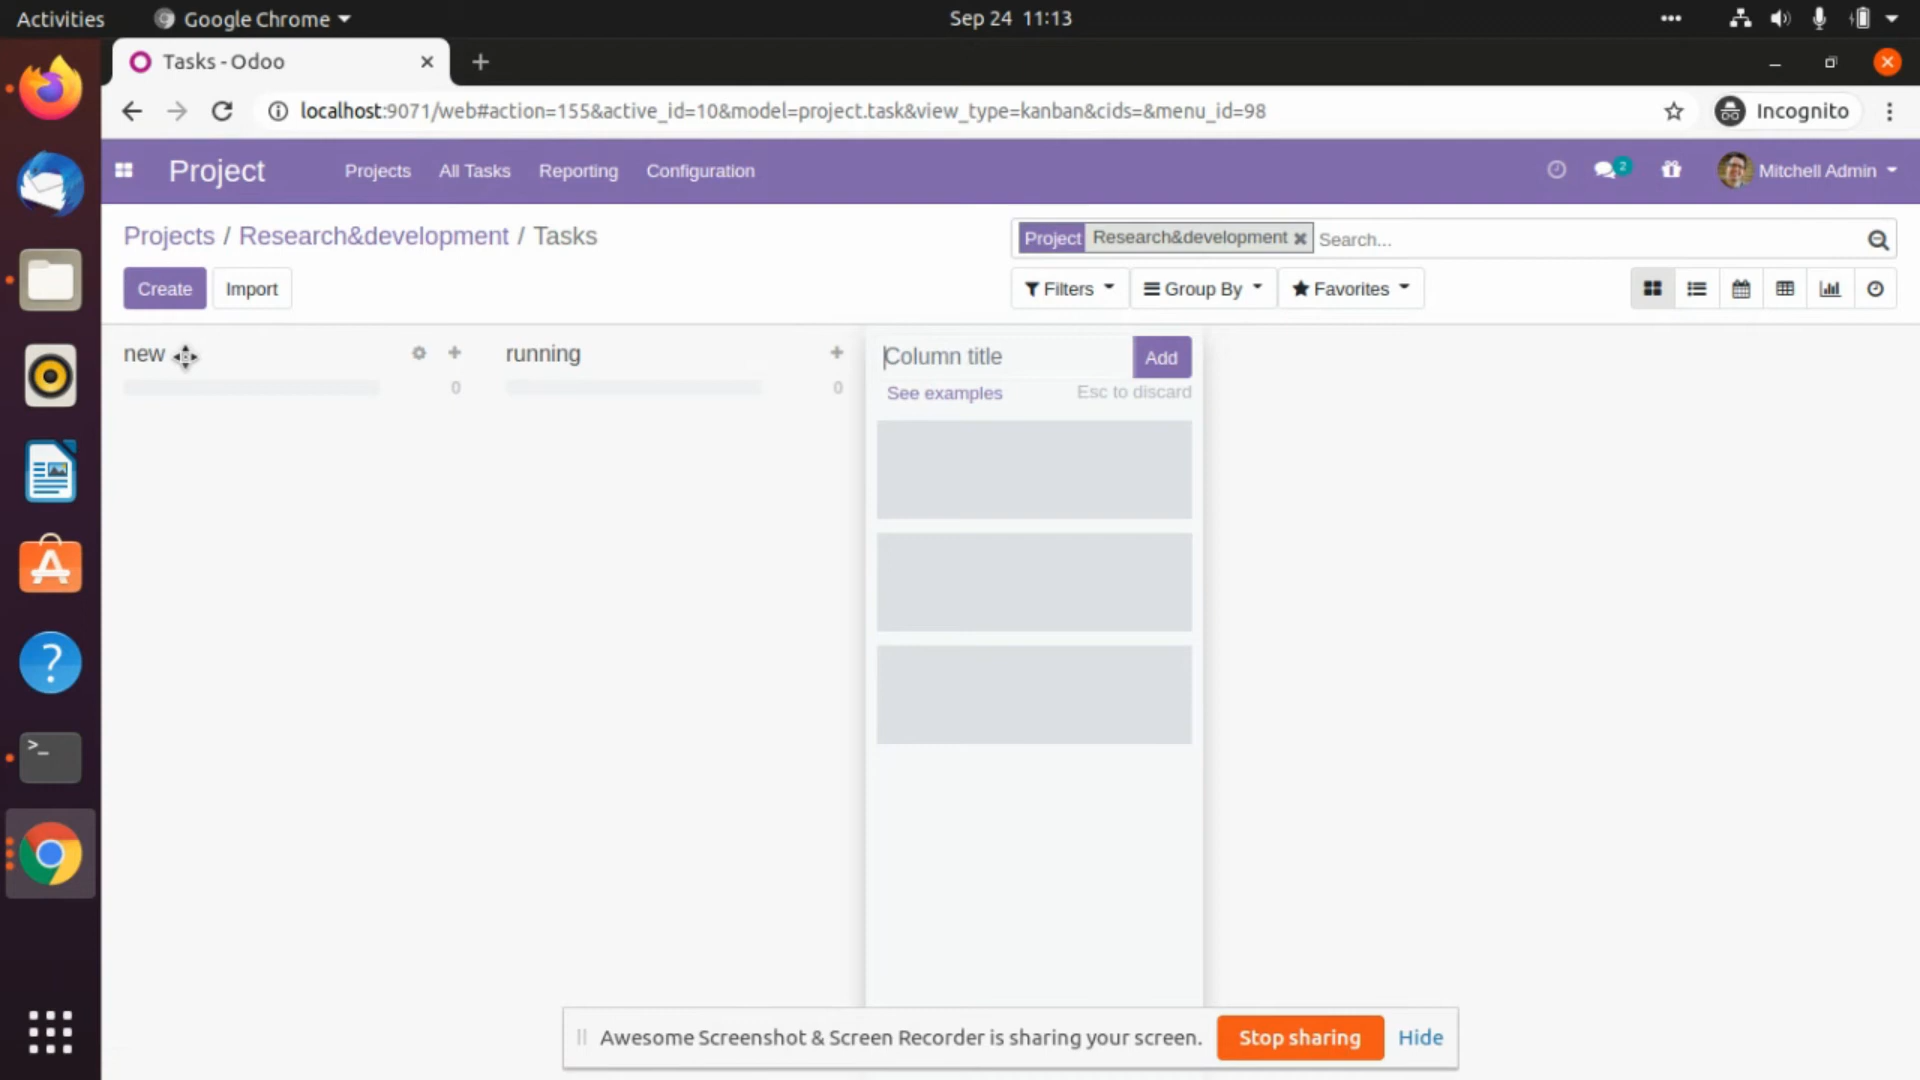 Activities
Google Chrome
Sep 24 11:13
Tasks - Odoo
localhost:9071/web#action=155&active_id=10&model=project.task&view_type=kanban&cids=&menu_id=98
Incognito
Project
Projects
All Tasks
Reporting
Configuration
2
Mitchell Admin
Projects / Research&development / Tasks
Project Research&development
Search...
Create
Import
Filters
Group By
Favorites
new
0
running
0
Column title
Add
See examples
Esc to discard
Awesome Screenshot & Screen Recorder is sharing your screen.
Stop sharing
Hide